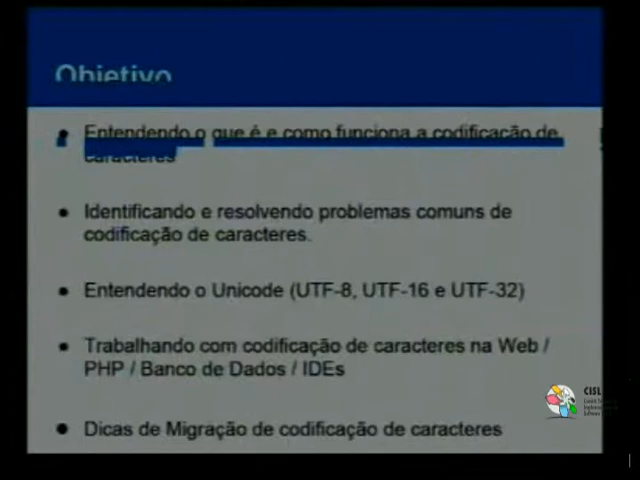 Objetivo
● Entendendo o que é e como funciona a codificação de
caracteres
● Identificando e resolvendo problemas comuns de
codificação de caracteres.
● Entendendo o Unicode (UTF-8, UTF-16 e UTF-32)
● Trabalhando com codificação de caracteres na Web /
PHP / Banco de Dados / IDEs
● Dicas de Migração de codificação de caracteres
CISL